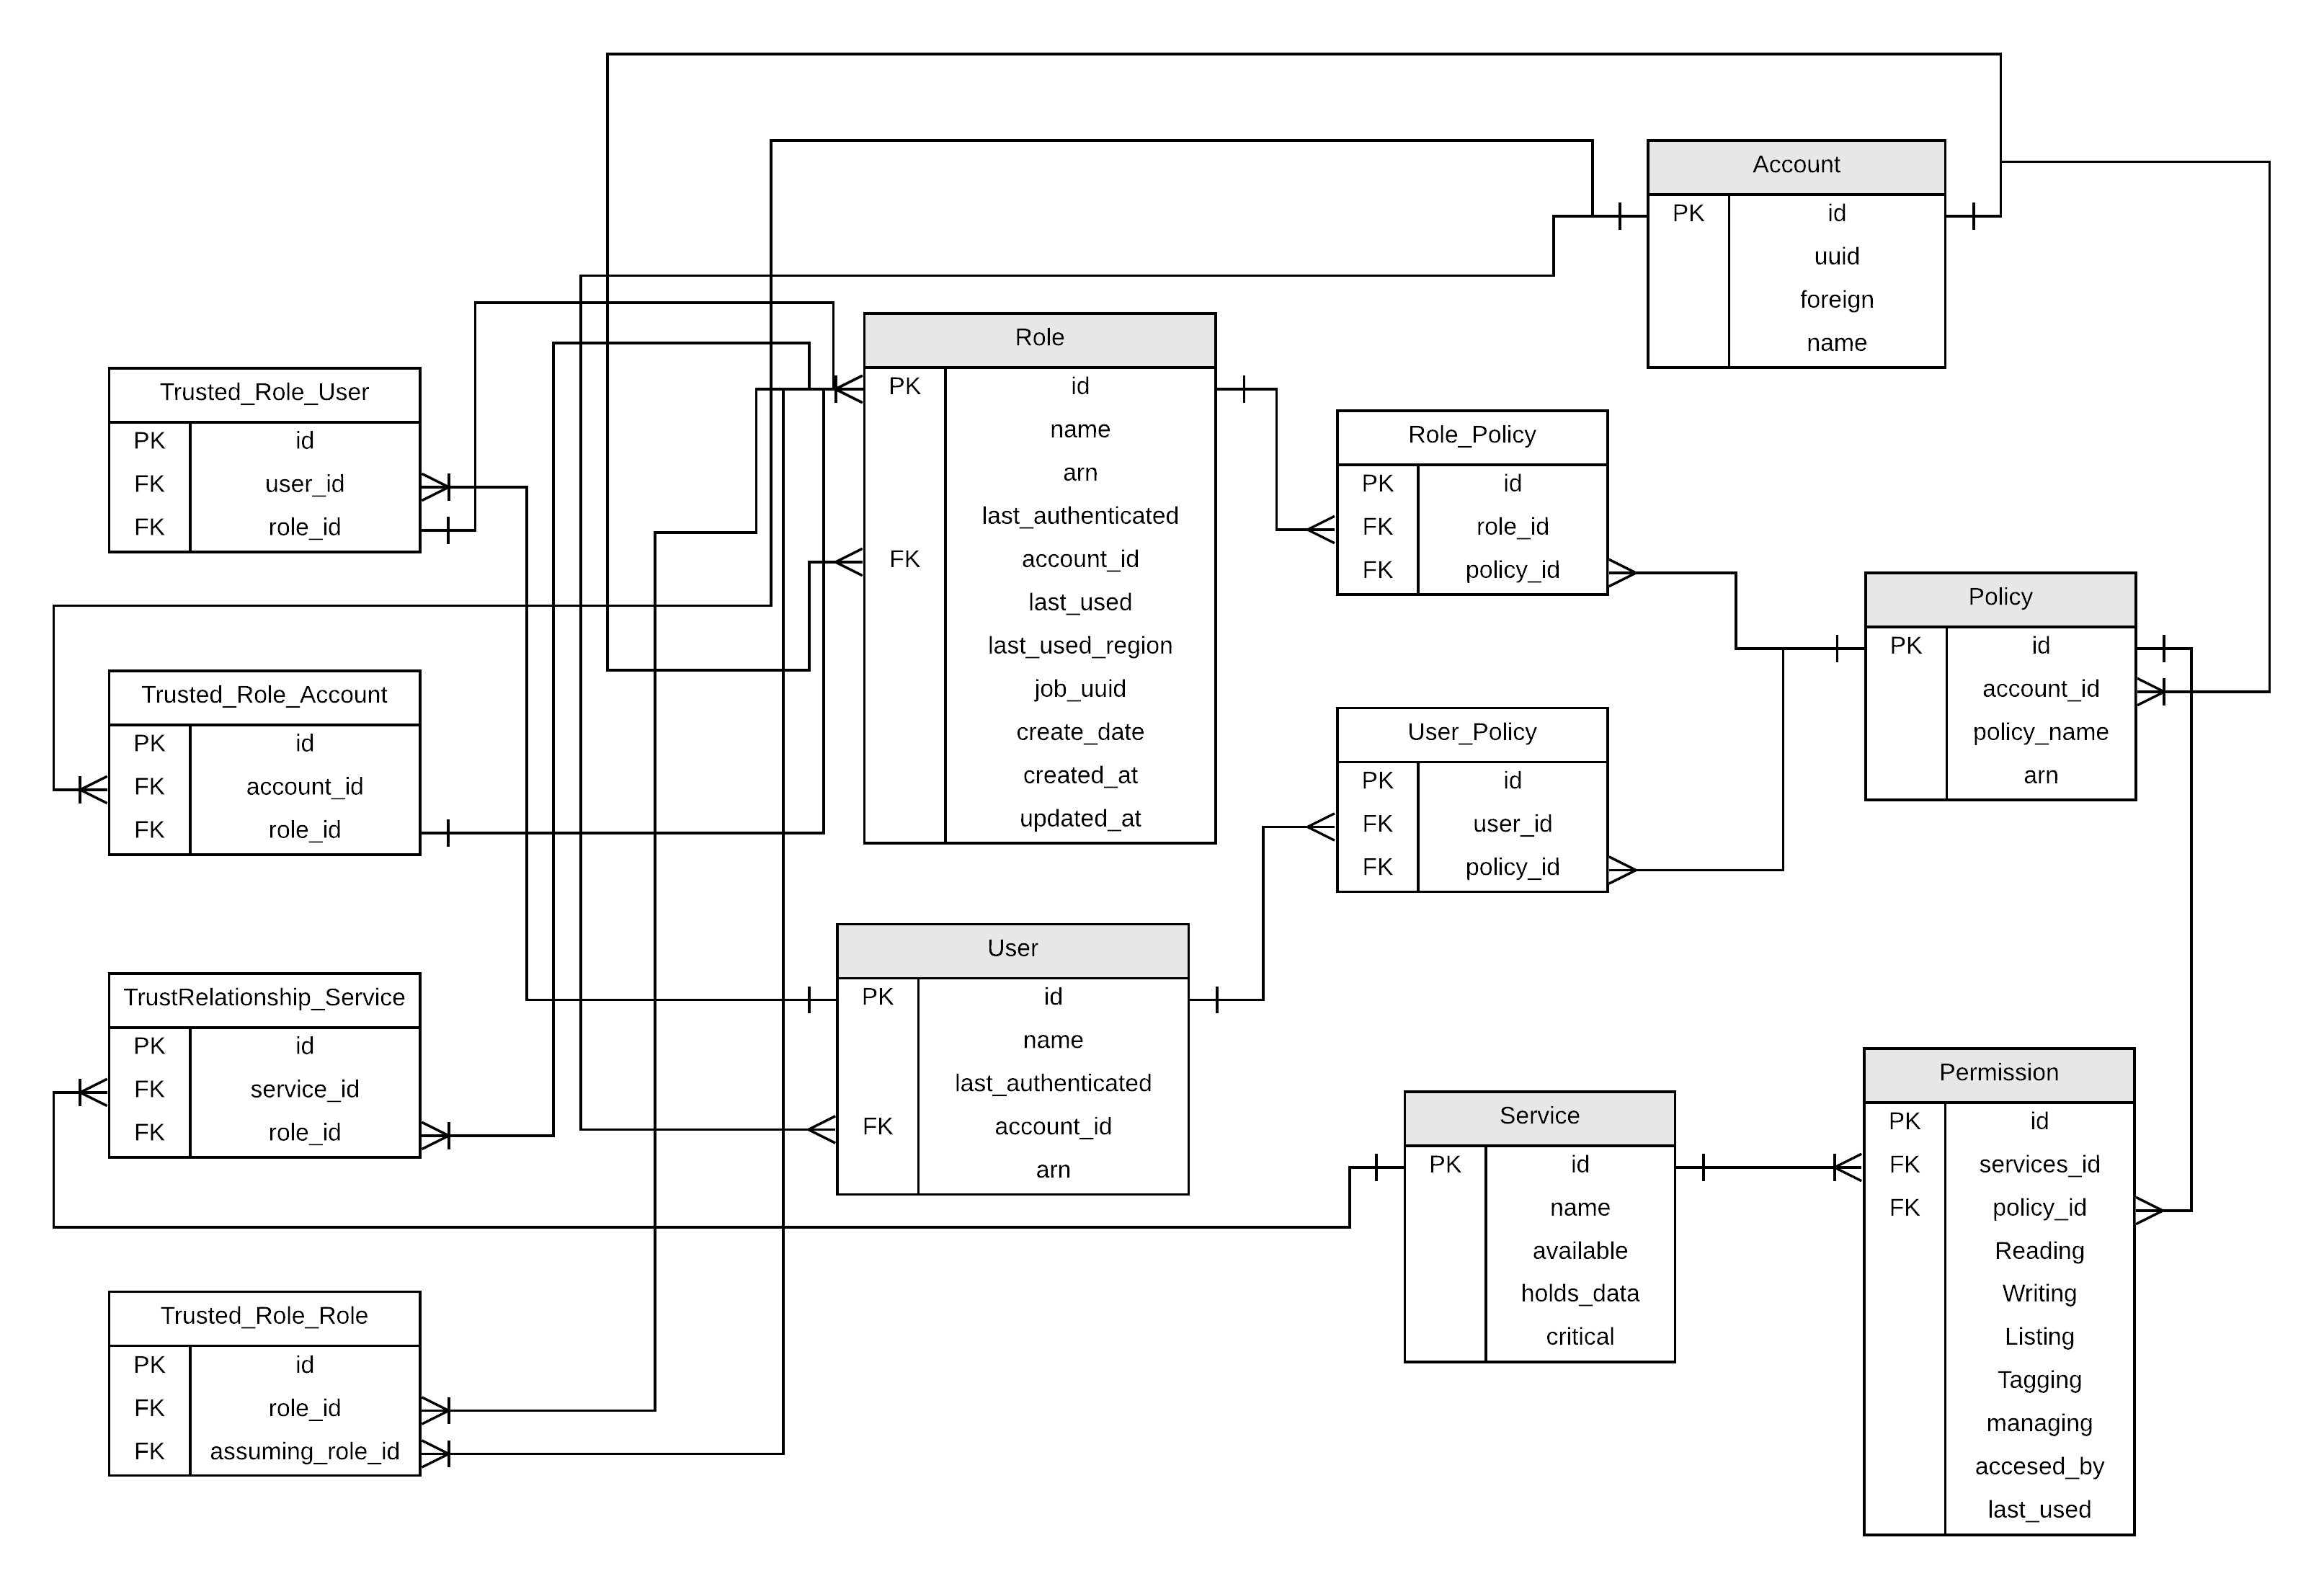 Account
PK id
uuid
foreign
name
Role
PK id
name
arn
last_authenticated
FK account_id
last_used
last_used_region
job_uuid
create_date
created_at
updated_at
Trusted_Role_User
PK id
FK user_id
FK role_id
Role_Policy
PK id
FK role_id
FK policy_id
Policy
PK id
account_id
policy_name
arn
Trusted_Role_Account
PK id
FK account_id
FK role_id
User_Policy
PK id
FK user_id
FK policy_id
User
PK id
name
last_authenticated
FK account_id
arn
TrustRelationship_Service
PK id
FK service_id
FK role_id
Service
PK id
name
available
holds_data
critical
Permission
PK id
FK services_id
FK policy_id
Reading
Writing
Listing
Tagging
managing
accesed_by
last_used
Trusted_Role_Role
PK id
FK role_id
FK assuming_role_id